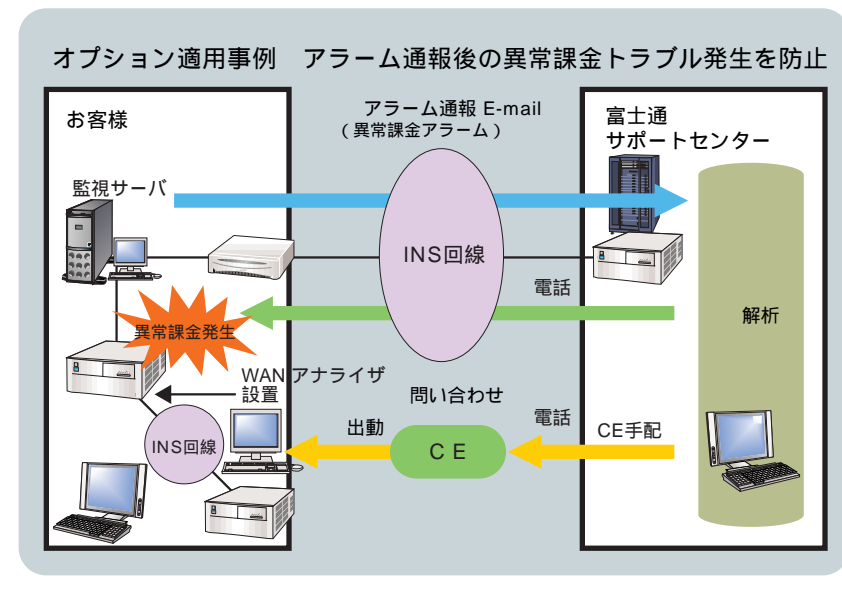 オプション適用事例　アラーム通報後の異常課金トラブル発生を防止
お客様
アラーム通報 E-mail
（異常課金アラーム）
富士通
サポートセンター
監視サーバ
INS回線
電話
異常課金発生
解析
WAN アナライザ
設置
問い合わせ
出動
電話
CE手配
INS回線
ＣＥ